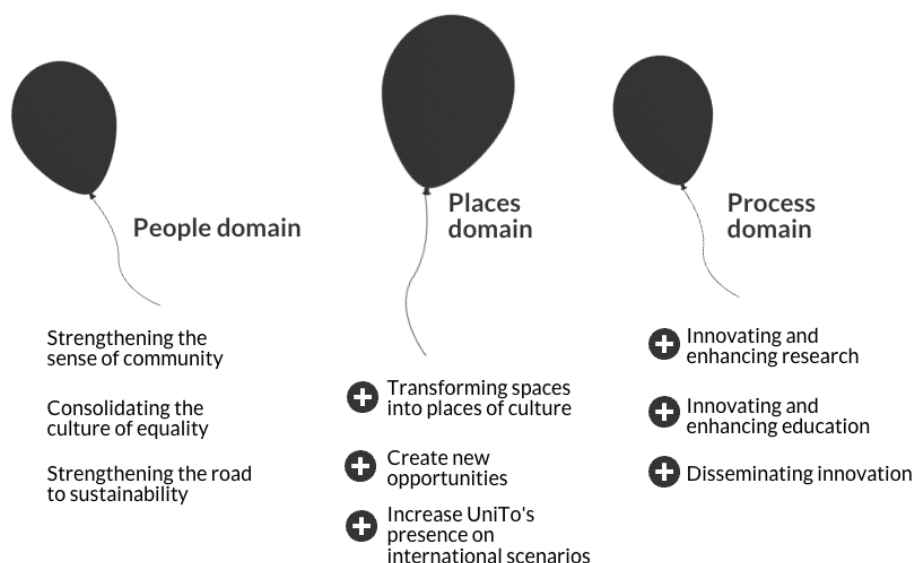 People domain
Strengthening the
sense of community
Consolidating the
culture of equality
Strengthening the road
to sustainability
Places
domain
Transforming spaces
into places of culture
Create new
opportunities
Increase UniTo's
presence on
international scenarios
Process
domain
Innovating and
enhancing research
Innovating and
enhancing education
Disseminating innovation